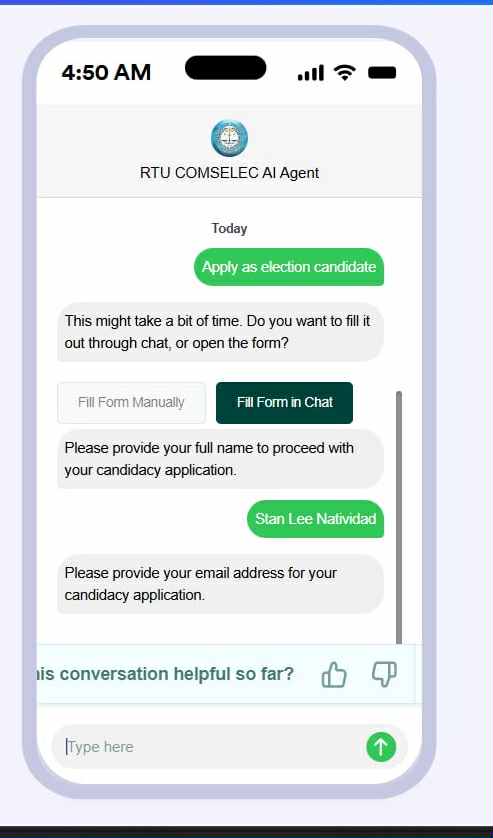 4:50 AM
RTU COMSELEC AI Agent
Today
Apply as election candidate
This might take a bit of time. Do you want to fill it
out through chat, or open the form?
Fill Form Manually
Fill Form in Chat
Please provide your full name to proceed with
your candidacy application.
Stan Lee Natividad
Please provide your email address for your
candidacy application.
his conversation helpful so far?
Type here